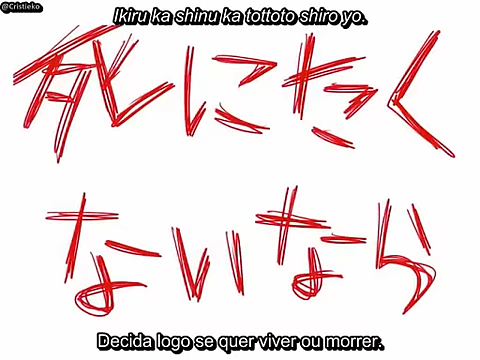 @Cristieko
Ikiru ka shinu ka tottoto shiro yo.
死にたく
ないなら
Decida logo se quer viver ou morrer.